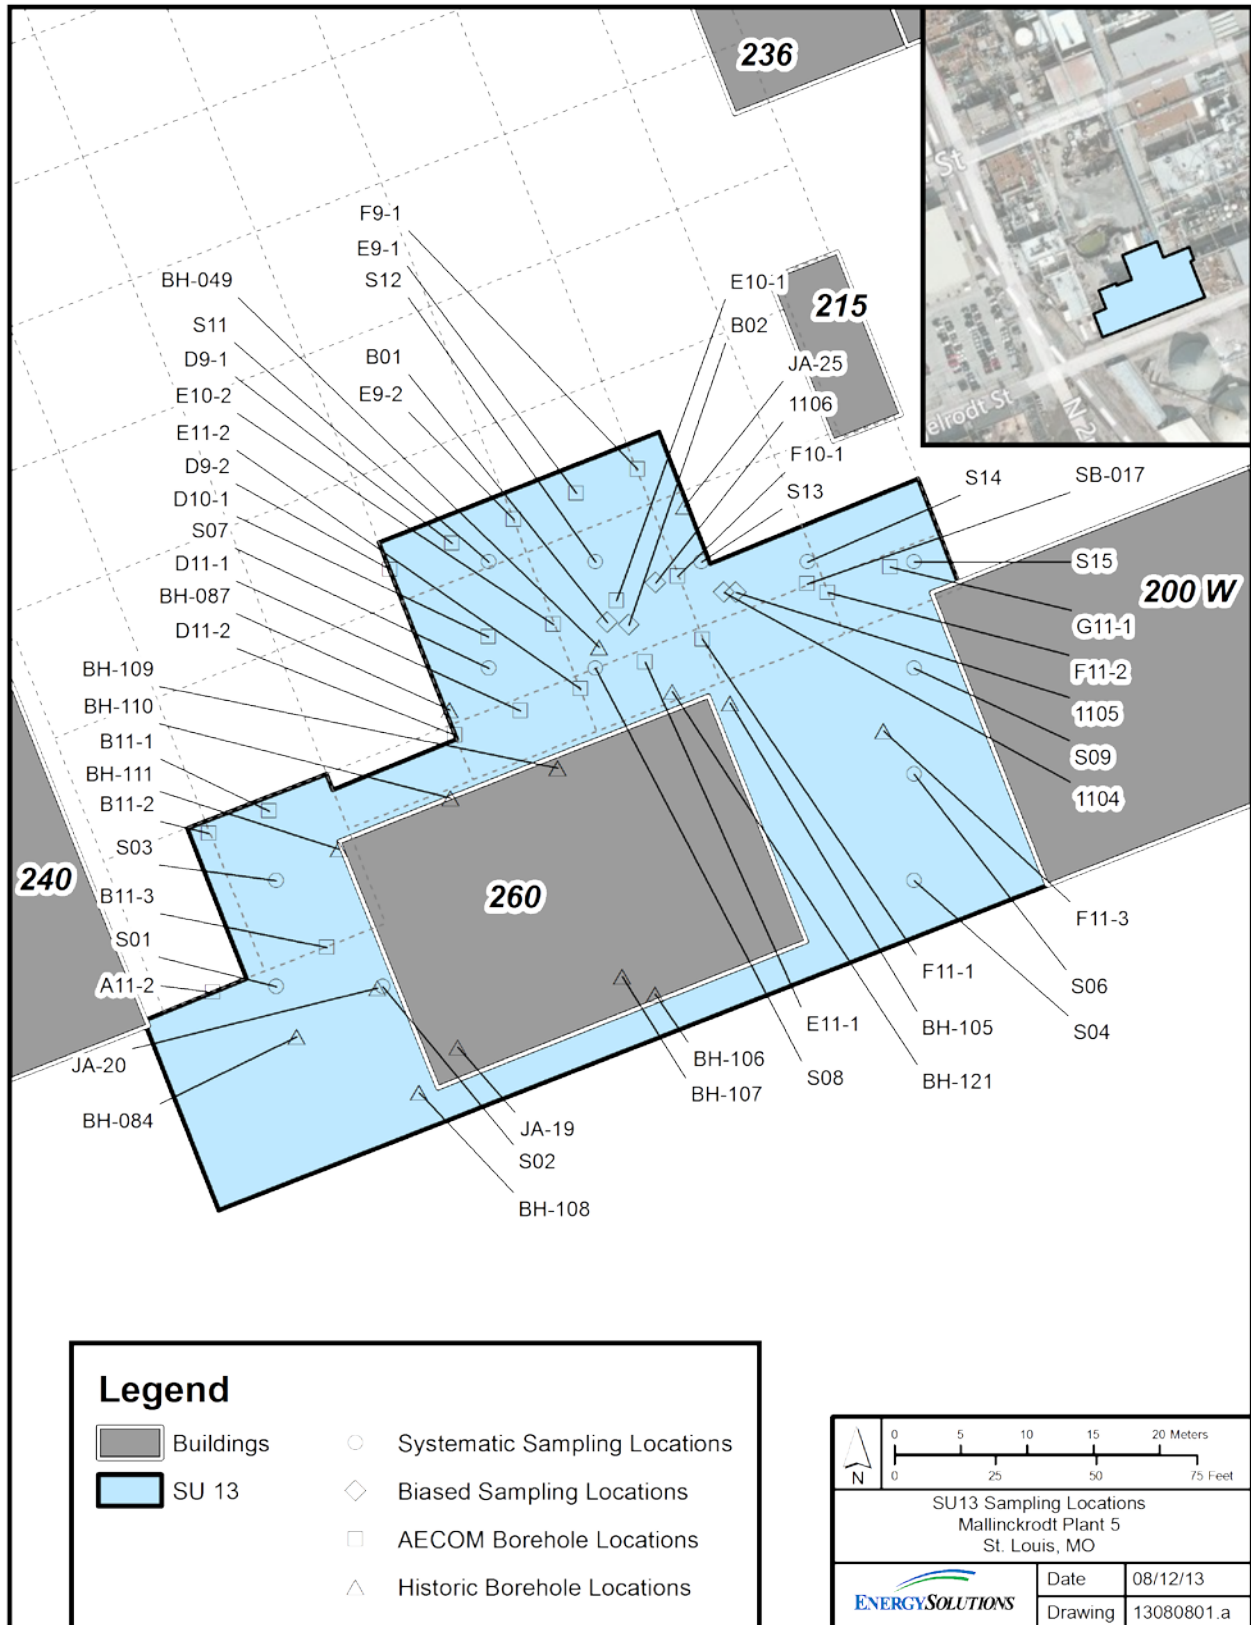 236
F9-1
E9-1
S12
BH-049
S11
D9-1
E10-2
E11-2
D9-2
D10-1
S07
D11-1
BH-087
D11-2
B01
E9-2
E10-1
B02
215
JA-25
1106
F10-1
S13
S14
SB-017
S15
200 W
G11-1
F11-2
1105
S09
1104
BH-109
BH-110
B11-1
BH-111
B11-2
S03
240
B11-3
S01
A11-2
260
F11-3
F11-1
S06
E11-1
BH-105
S04
JA-20
BH-106
S08
BH-121
BH-107
BH-084
JA-19
S02
BH-108
St
elrodt St
N 2
Legend
Buildings
SU 13
Systematic Sampling Locations
Biased Sampling Locations
AECOM Borehole Locations
Historic Borehole Locations
N
0 5 10 15 20 Meters
0 25 50 75 Feet
SU13 Sampling Locations
Mallinckrodt Plant 5
St. Louis, MO
ENERGYSOLUTIONS
Date 08/12/13
Drawing 13080801.a